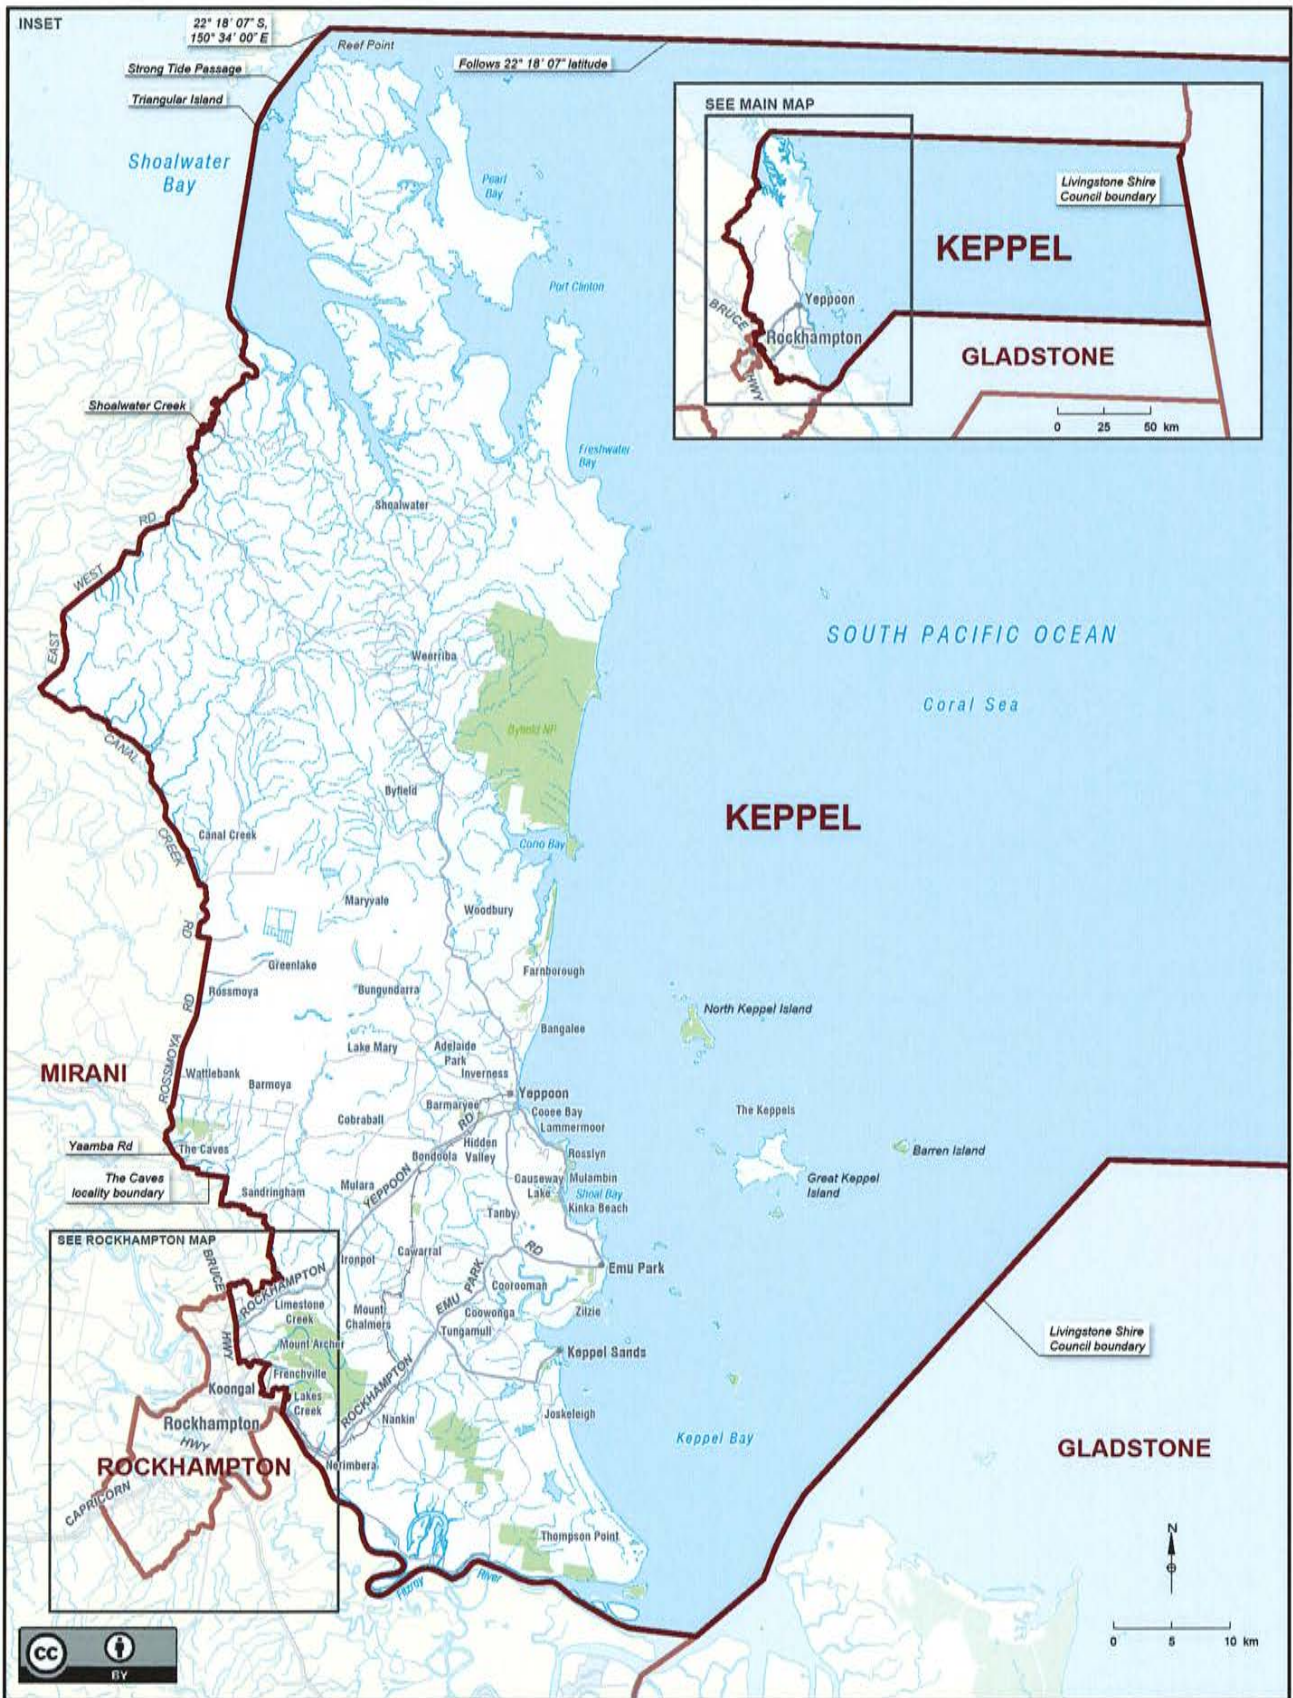 INSET
22° 18' 07" S,
150° 34' 00" E
Reef Point
Strong Tide Passage
Follows 22° 18' 07" latitude
Triangular Island
SEE MAIN MAP
Shoalwater
Bay
Pearl
Bay
Livingstone Shire
Council boundary
KEPPEL
Port Clinton
Yeppoon
BRUCE
Rockhampton
GLADSTONE
HWY
Shoalwater Creek
0 25 50 km
Freshwater
Bay
Shoalwater
RD
WEST
EAST
SOUTH PACIFIC OCEAN
Weerriba
Coral Sea
Byfield NP
CANAL
Byfield
KEPPEL
CREEK
Canal Creek
Cono Bay
Maryvale
Woodbury
RD
Greenlake
Farnborough
Rossmoya
Bungundarra
RD
North Keppel Island
Bangalee
Lake Mary
Adelaide
Park
ROSSMOYA
MIRANI
Wattlebank
Inverness
Barmoya
Yeppoon
Barmaryee
RD
Cooee Bay
The Keppels
Cobraball
Lammermoor
Yaamba Rd
The Caves
Hidden
Valley
Bondoola
Rosslyn
Barren Island
The Caves
locality boundary
Mulara
YEPPOON
Causeway
Lake
Mulambin
Great Keppel
Island
Sandringham
Shoal Bay
Kinka Beach
Tanby
SEE ROCKHAMPTON MAP
BRUCE
Ironpot
Cawarral
RD
Emu Park
ROCKHAMPTON
EMU PARK
Coorooman
Limestone
Creek
Mount
Chalmers
Coowonga
Zilzie
HWY
Tungamull
Livingstone Shire
Council boundary
Mount Archer
Keppel Sands
Frenchville
Koongal
Lakes
Creek
ROCKHAMPTON
Rockhampton
Nankin
Joskeleigh
HWY
Keppel Bay
GLADSTONE
ROCKHAMPTON
Nerimbera
CAPRICORN
N
Thompson Point
Fitzroy River
0 5 10 km
cc
BY